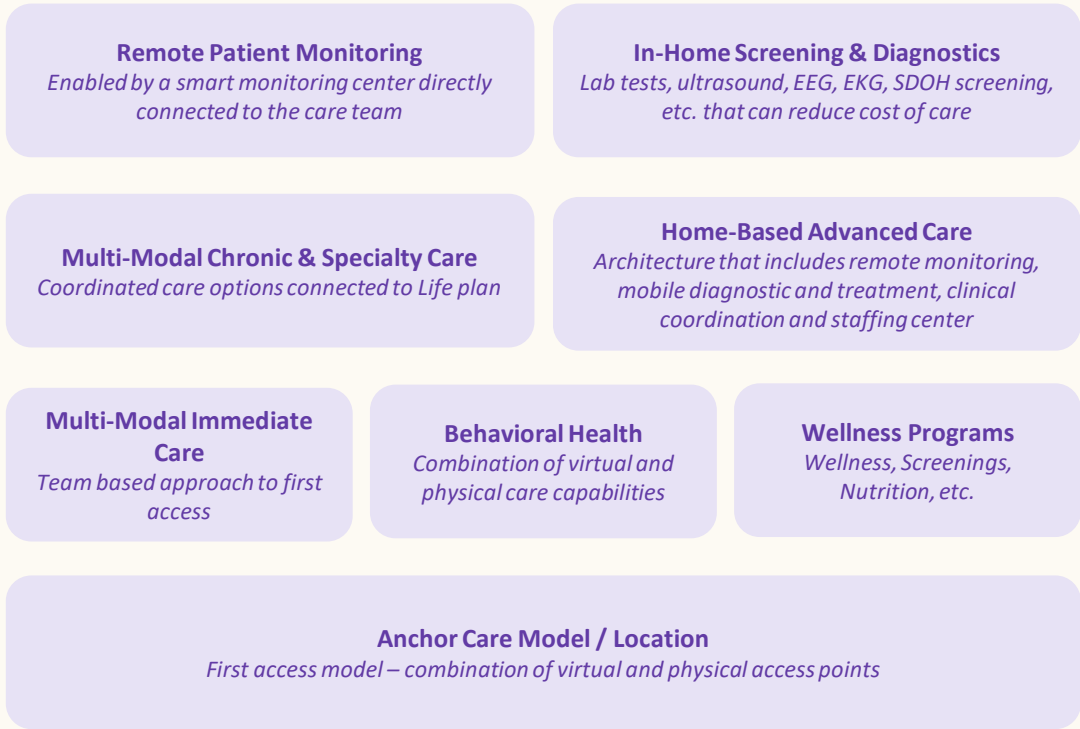 Remote Patient Monitoring
Enabled by a smart monitoring center directly
connected to the care team
In-Home Screening & Diagnostics
Lab tests, ultrasound, EEG, EKG, SDOH screening,
etc. that can reduce cost of care
Multi-Modal Chronic & Specialty Care
Coordinated care options connected to Life plan
Home-Based Advanced Care
Architecture that includes remote monitoring,
mobile diagnostic and treatment, clinical
coordination and staffing center
Multi-Modal Immediate
Care
Team based approach to first
access
Behavioral Health
Combination of virtual and
physical care capabilities
Wellness Programs
Wellness, Screenings,
Nutrition, etc.
Anchor Care Model / Location
First access model – combination of virtual and physical access points